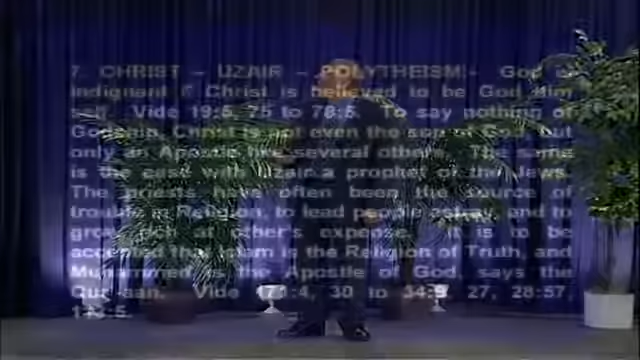 7. CHRIST – UZAIR – POLYTHEISM:- God is
indignant if Christ is believed to be God Him
self. Vide 19:5, 75 to 78:5. To say nothing of
Christ is not even the son of God, but
only an Apostle like several others. The same
is the case with Uzair a prophet of the Jews.
The priests have often been the source of
trouble in Religion, to lead people astray, and to
grow rich at other's expense. It is to be
accepted that Islam is the Religion of Truth, and
Muhammed is the Apostle of God, says the
Qur-aan. Vide 30 to 34:9, 27, 28:57,